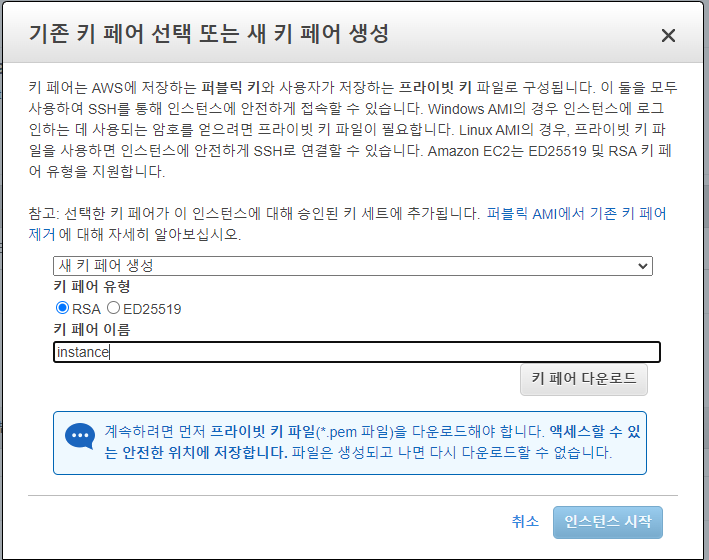 기존 키 페어 선택 또는 새 키 페어 생성
키 페어는 AWS에 저장하는 퍼블릭 키와 사용자가 저장하는 프라이빗 키 파일로 구성됩니다. 이 둘을 모두
사용하여 SSH를 통해 인스턴스에 안전하게 접속할 수 있습니다. Windows AMI의 경우 인스턴스에 로그
인하는 데 사용되는 암호를 얻으려면 프라이빗 키 파일이 필요합니다. Linux AMI의 경우, 프라이빗 키 파
일을 사용하면 인스턴스에 안전하게 SSH로 연결할 수 있습니다. Amazon EC2는 ED25519 및 RSA 키 페
어 유형을 지원합니다.
참고: 선택한 키 페어가 이 인스턴스에 대해 승인된 키 세트에 추가됩니다. 퍼블릭 AMI에서 기존 키 페어
제거 에 대해 자세히 알아보십시오.
새 키 페어 생성
키 페어 유형
RSA ED25519
키 페어 이름
instance
키 페어 다운로드
계속하려면 먼저 프라이빗 키 파일(*.pem 파일)을 다운로드해야 합니다. 액세스할 수 있
는 안전한 위치에 저장합니다. 파일은 생성되고 나면 다시 다운로드할 수 없습니다.
취소 인스턴스 시작